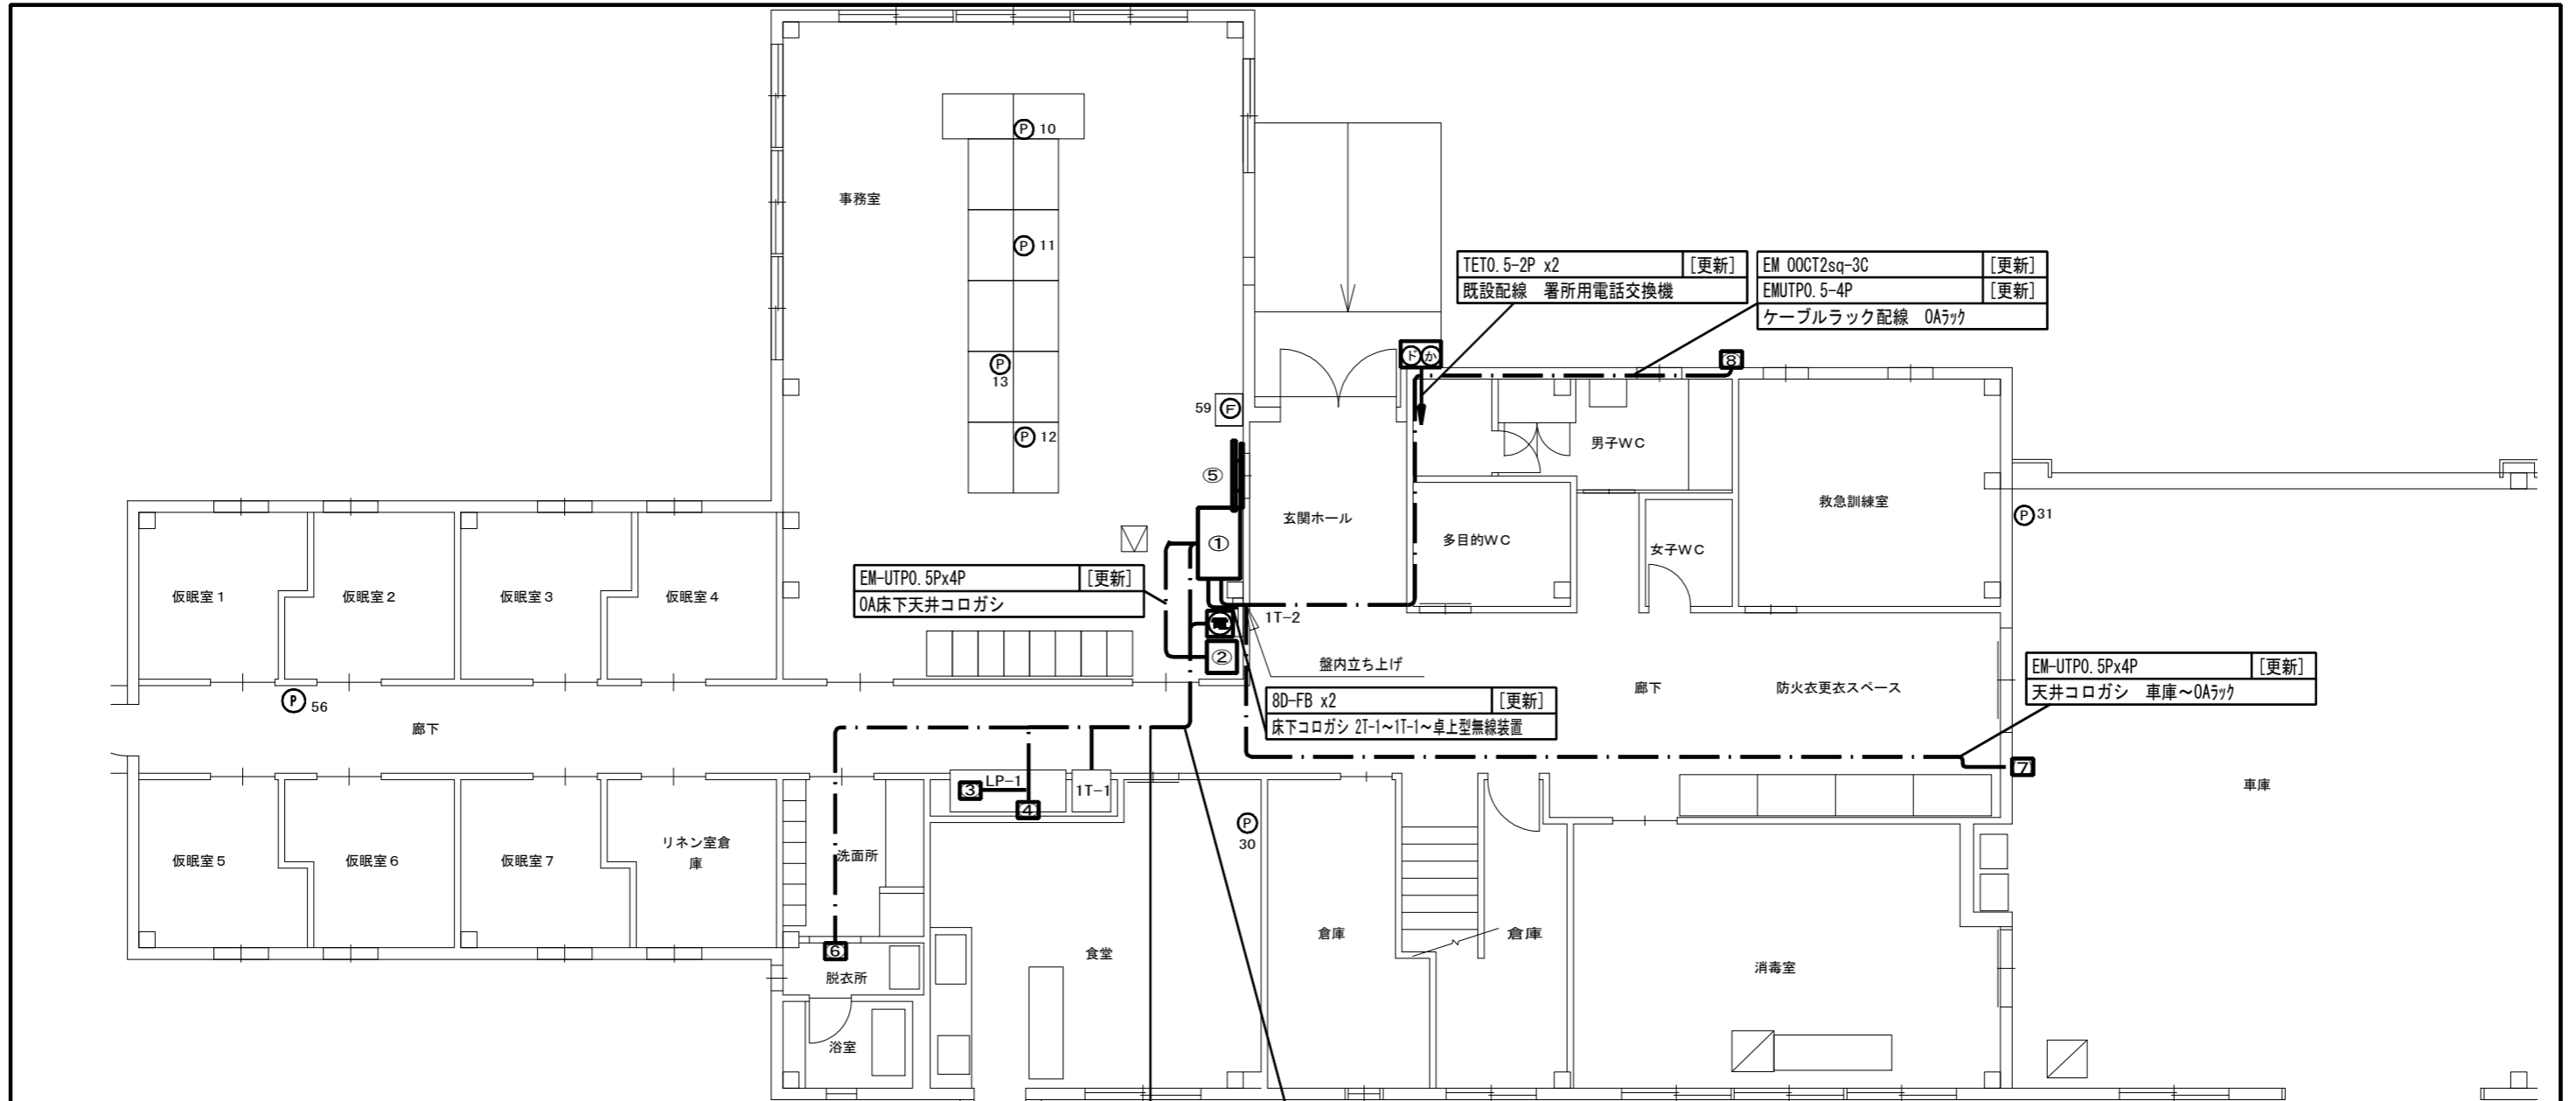 Ⓟ 10
事務室
Ⓟ 11
TET0.5-2P x2 [更新]
既設配線 署所用電話交換機
EM OOCT2sq-3C [更新]
EMUTP0.5-4P [更新]
ケーブルラック配線 OAラック
ド か
⑧
Ⓟ
13
59 Ⓕ
Ⓟ 12
男子WC
⑤
救急訓練室
玄関ホール
Ⓟ 31
①
多目的WC
女子WC
EM-UTP0.5Px4P [更新]
OA床下天井コロガシ
仮眠室1
仮眠室2
仮眠室3
仮眠室4
1T-2
電
②
盤内立ち上げ
EM-UTP0.5Px4P [更新]
天井コロガシ 車庫~OAラック
廊下
防火衣更衣スペース
8D-FB x2 [更新]
床下コロガシ 2T-1~1T-1~卓上型無線装置
Ⓟ 56
廊下
⑦
車庫
LP-1
③
④
1T-1
Ⓟ
30
リネン室倉
庫
洗面所
仮眠室5
仮眠室6
仮眠室7
倉庫
倉庫
⑥
食堂
消毒室
脱衣所
浴室